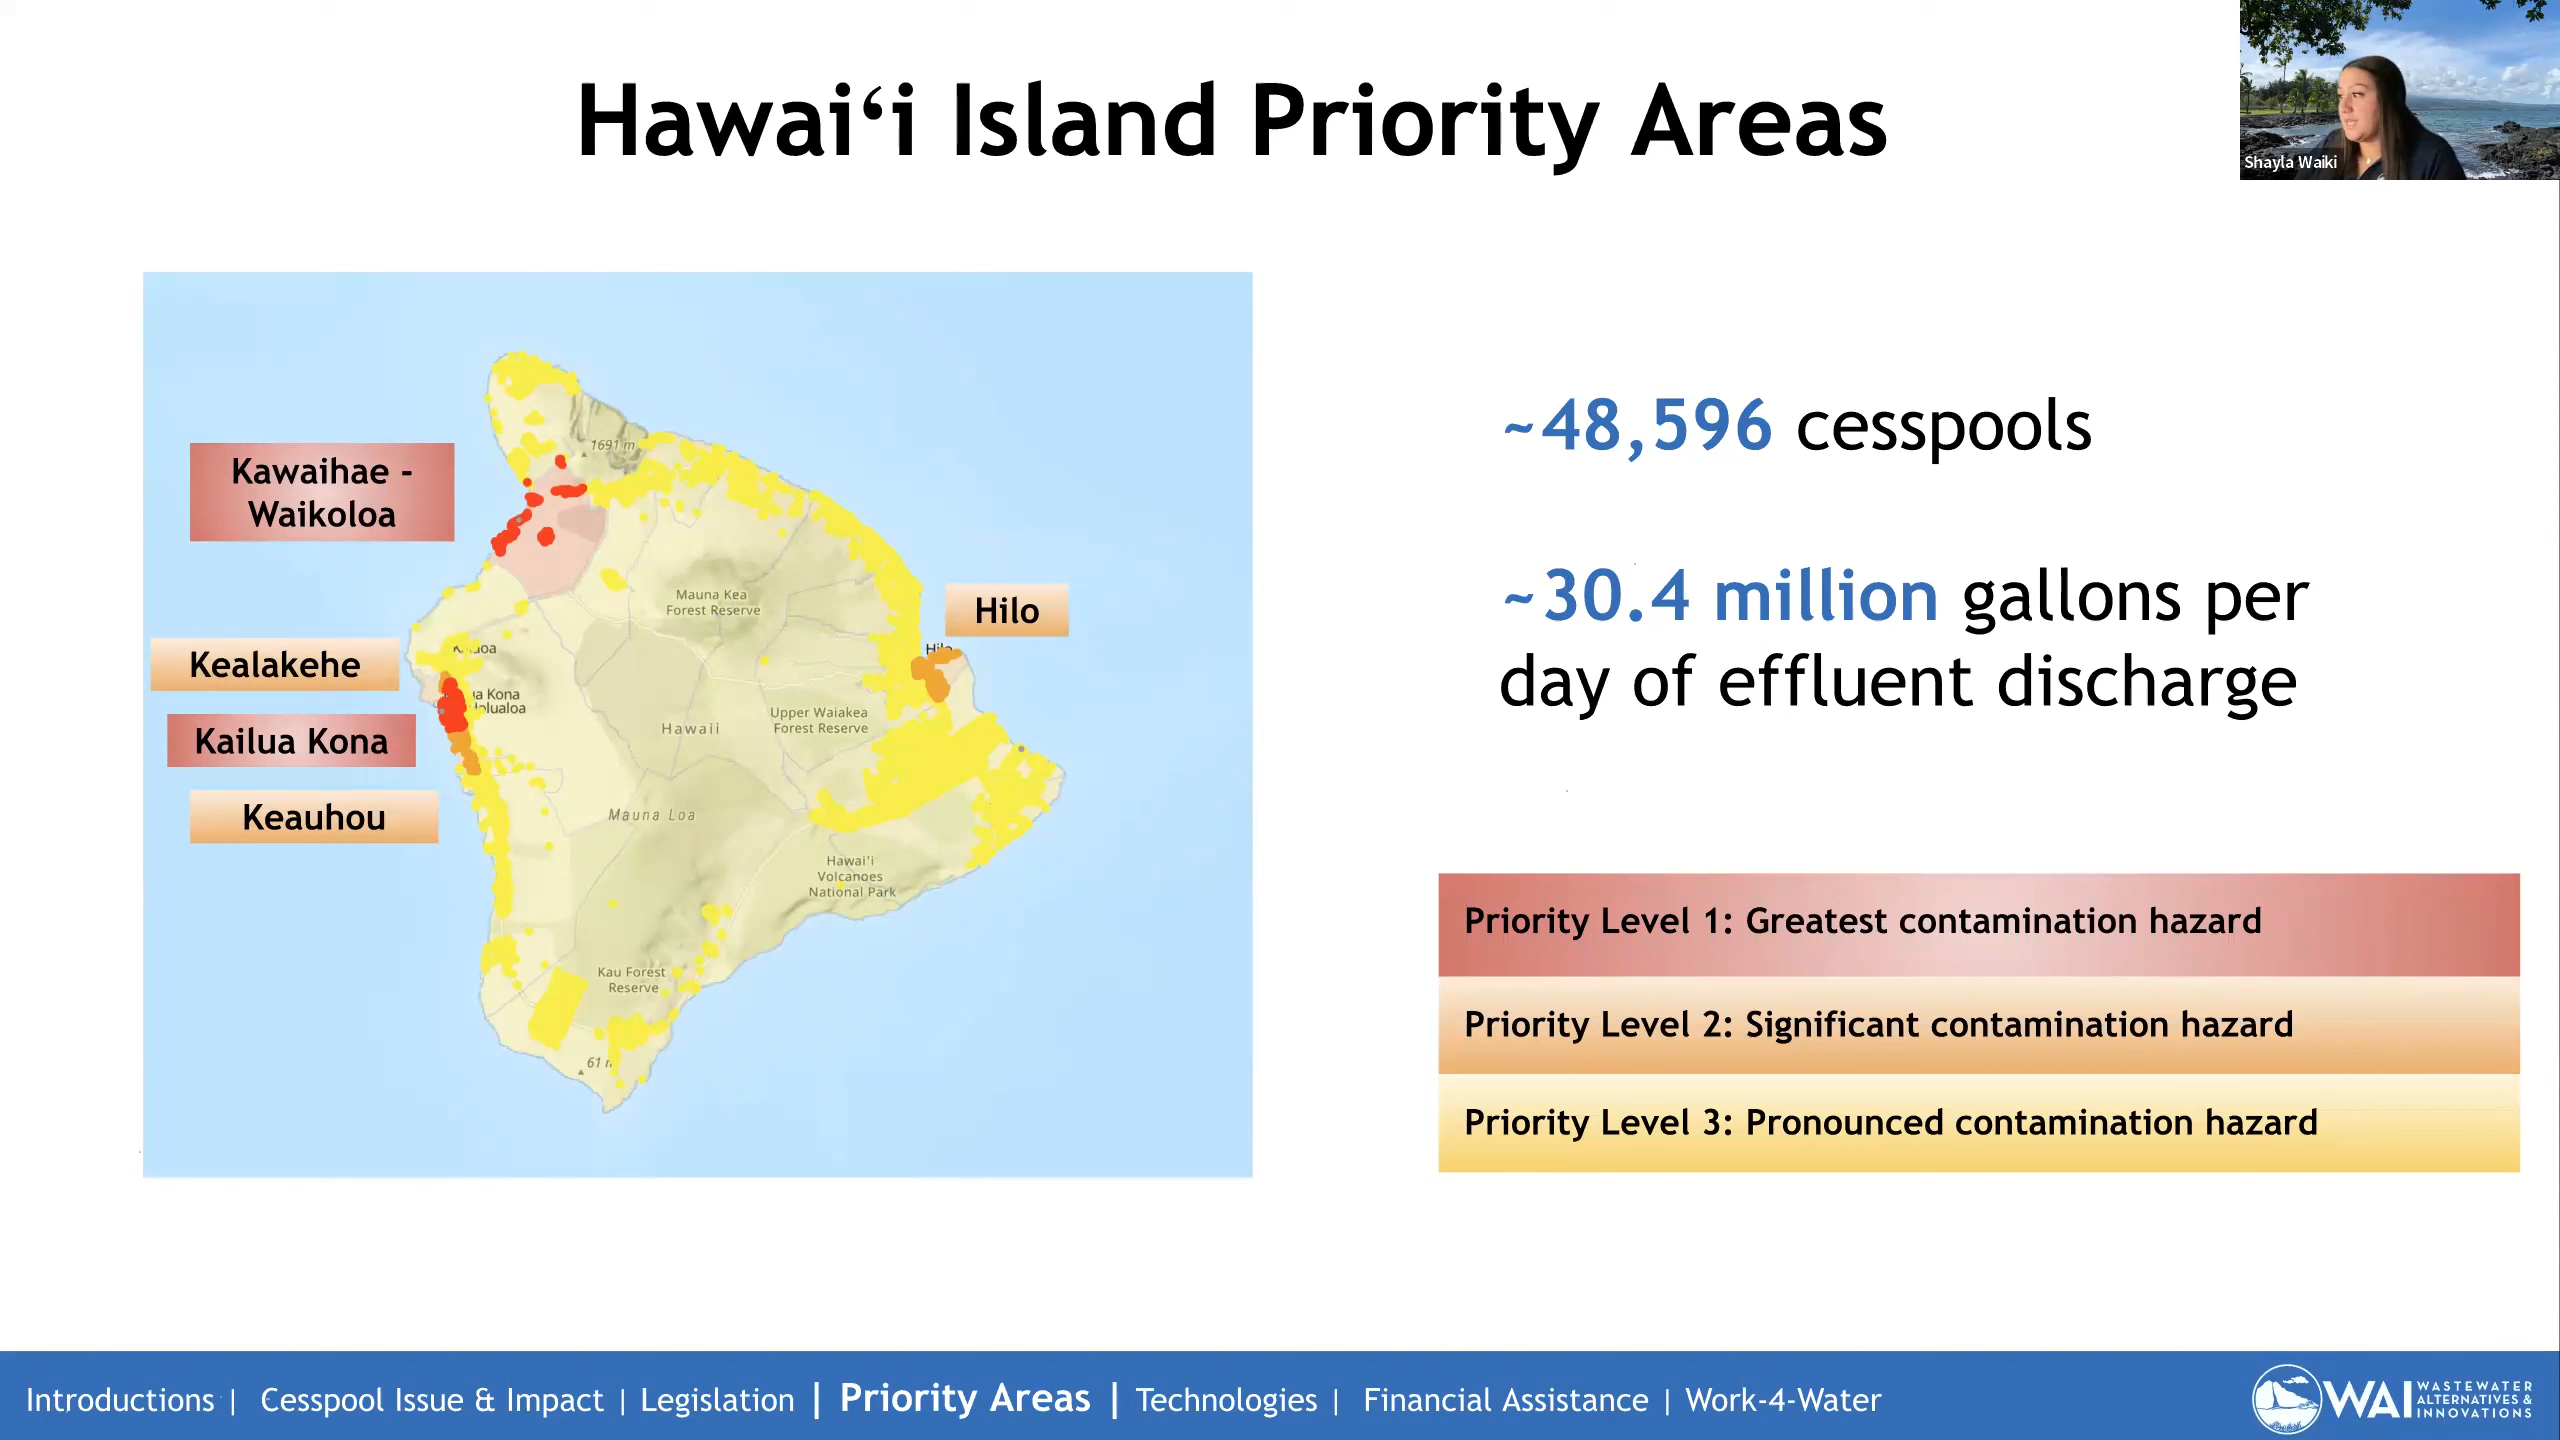 Hawaiʻi Island Priority Areas
Shayla Waiki
Kawaihae -
Waikoloa
Kealakehe
Kailua Kona
Keauhou
Hilo
1691 m
Mauna Kea
Forest Reserve
Hawaii
Upper Waiakea
Forest Reserve
Mauna Loa
Hawai'i
Volcanoes
National Park
Kau Forest
Reserve
~48,596 cesspools
~30.4 million gallons per
day of effluent discharge
Priority Level 1: Greatest contamination hazard
Priority Level 2: Significant contamination hazard
Priority Level 3: Pronounced contamination hazard
Introductions | Cesspool Issue & Impact | Legislation | Priority Areas | Technologies | Financial Assistance | Work-4-Water
WAI
WASTEWATER
ALTERNATIVES &
INNOVATIONS